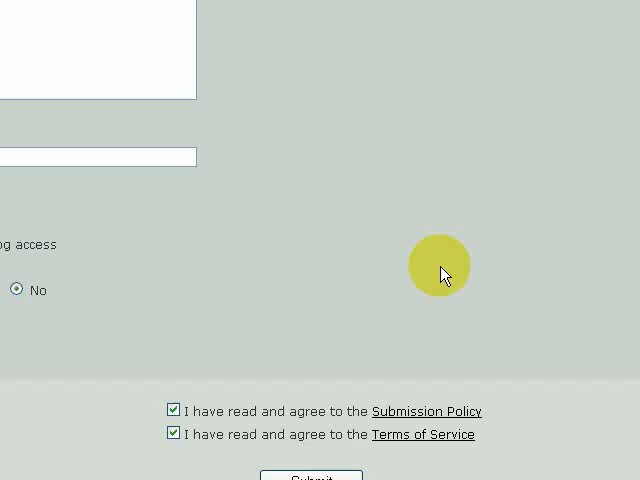 og access
No
I have read and agree to the Submission Policy
I have read and agree to the Terms of Service
Submit